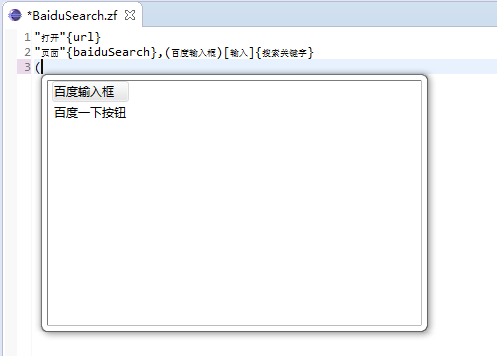 *BaiduSearch.zf
1 "打开"{url}
2 "页面"{baiduSearch},(百度输入框)[输入]{搜索关键字}
3 (
百度输入框
百度一下按钮